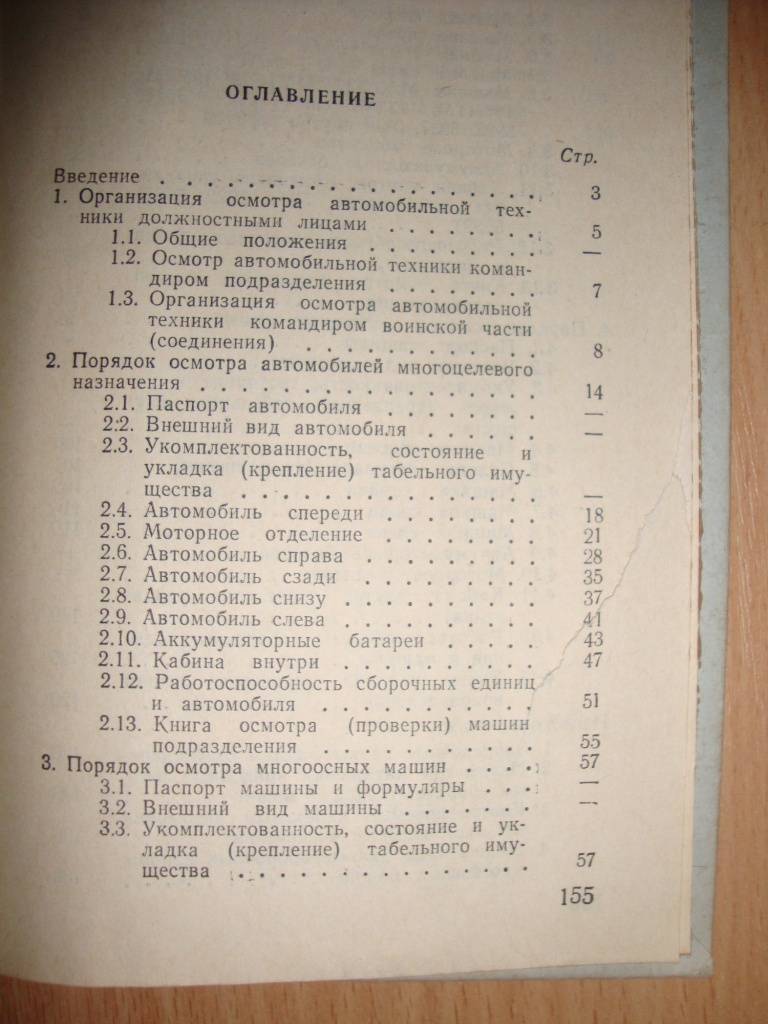 ОГЛАВЛЕНИЕ
Стр.
Введение . . . . . . . . . . . . . . . . . 3
1. Организация осмотра автомобильной тех-
ники должностными лицами . . . . . . . . 5
1.1. Общие положения . . . . . . . . —
1.2. Осмотр автомобильной техники коман-
диром подразделения . . . . . . . . 7
1.3. Организация осмотра автомобильной
техники командиром воинской части
(соединения) . . . . . . . . . . . 8
2. Порядок осмотра автомобилей многоцелевого
назначения . . . . . . . . . . . . . . . 14
2.1. Паспорт автомобиля . . . . . . . —
2.2. Внешний вид автомобиля . . . . . —
2.3. Укомплектованность, состояние и
укладка (крепление) табельного иму-
щества . . . . . . . . . . . . . —
2.4. Автомобиль спереди . . . . . . . . 18
2.5. Моторное отделение . . . . . . . . 21
2.6. Автомобиль справа . . . . . . . . . 28
2.7. Автомобиль сзади . . . . . . . . . 35
2.8. Автомобиль снизу . . . . . . . . . 37
2.9. Автомобиль слева . . . . . . . . . 41
2.10. Аккумуляторные батареи . . . . . 43
2.11. Кабина внутри . . . . . . . . . 47
2.12. Работоспособность сборочных единиц
и автомобиля . . . . . . . . . . 51
2.13. Книга осмотра (проверки) машин
подразделения . . . . . . . . . . 55
3. Порядок осмотра многоосных машин . . . . 57
3.1. Паспорт машины и формуляры . . . —
3.2. Внешний вид машины . . . . . . . —
3.3. Укомплектованность, состояние и ук-
ладка (крепление) табельного иму-
щества . . . . . . . . . . . . . . 57
155